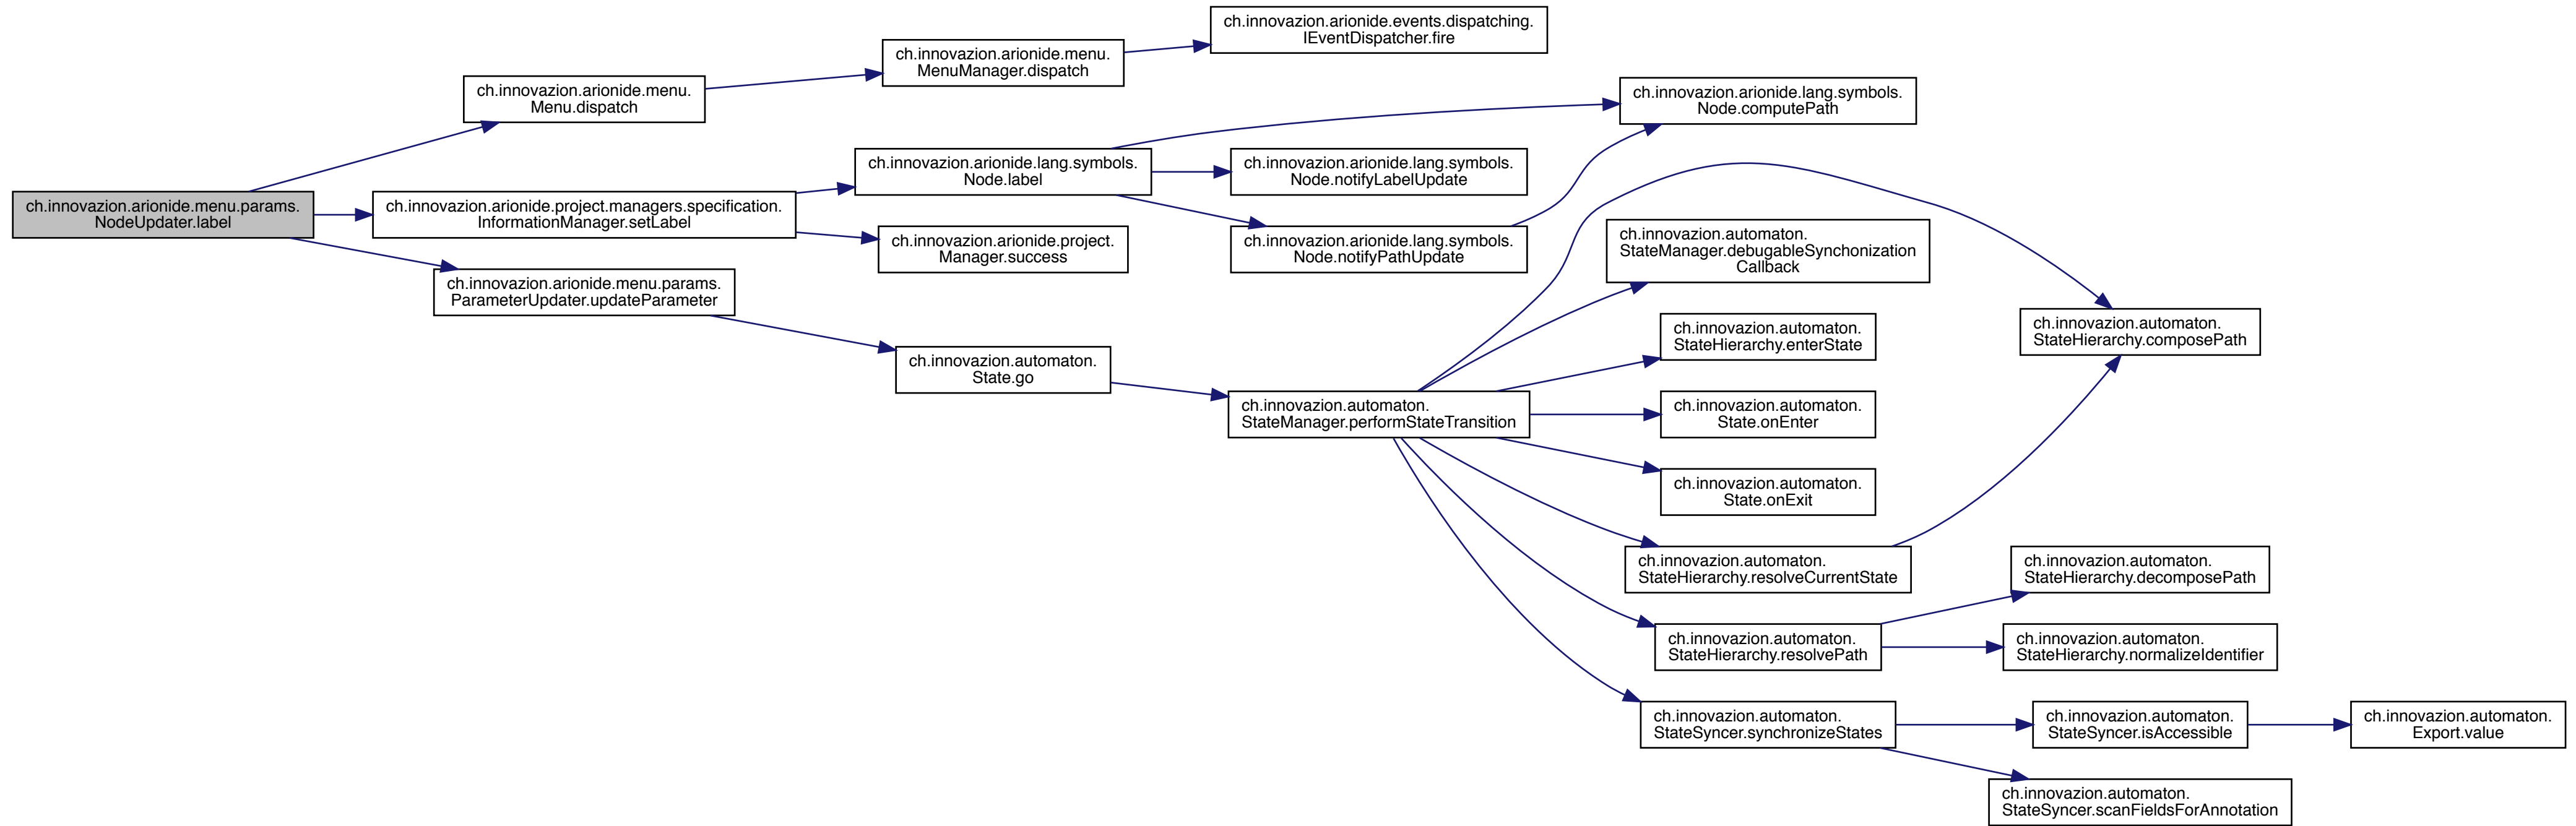 ch.innovazion.arionide.menu.params.
NodeUpdater.label
ch.innovazion.arionide.menu.
Menu.dispatch
ch.innovazion.arionide.menu.
MenuManager.dispatch
ch.innovazion.arionide.events.dispatching.
IEventDispatcher.fire
ch.innovazion.arionide.project.managers.specification.
InformationManager.setLabel
ch.innovazion.arionide.lang.symbols.
Node.label
ch.innovazion.arionide.lang.symbols.
Node.computePath
ch.innovazion.arionide.lang.symbols.
Node.notifyLabelUpdate
ch.innovazion.arionide.lang.symbols.
Node.notifyPathUpdate
ch.innovazion.arionide.project.
Manager.success
ch.innovazion.arionide.menu.params.
ParameterUpdater.updateParameter
ch.innovazion.automaton.
State.go
ch.innovazion.automaton.
StateManager.performStateTransition
ch.innovazion.automaton.
StateManager.debugableSynchonization
Callback
ch.innovazion.automaton.
StateHierarchy.composePath
ch.innovazion.automaton.
StateHierarchy.enterState
ch.innovazion.automaton.
State.onEnter
ch.innovazion.automaton.
State.onExit
ch.innovazion.automaton.
StateHierarchy.resolveCurrentState
ch.innovazion.automaton.
StateHierarchy.resolvePath
ch.innovazion.automaton.
StateHierarchy.decomposePath
ch.innovazion.automaton.
StateHierarchy.normalizeIdentifier
ch.innovazion.automaton.
StateSyncer.synchronizeStates
ch.innovazion.automaton.
StateSyncer.isAccessible
ch.innovazion.automaton.
Export.value
ch.innovazion.automaton.
StateSyncer.scanFieldsForAnnotation